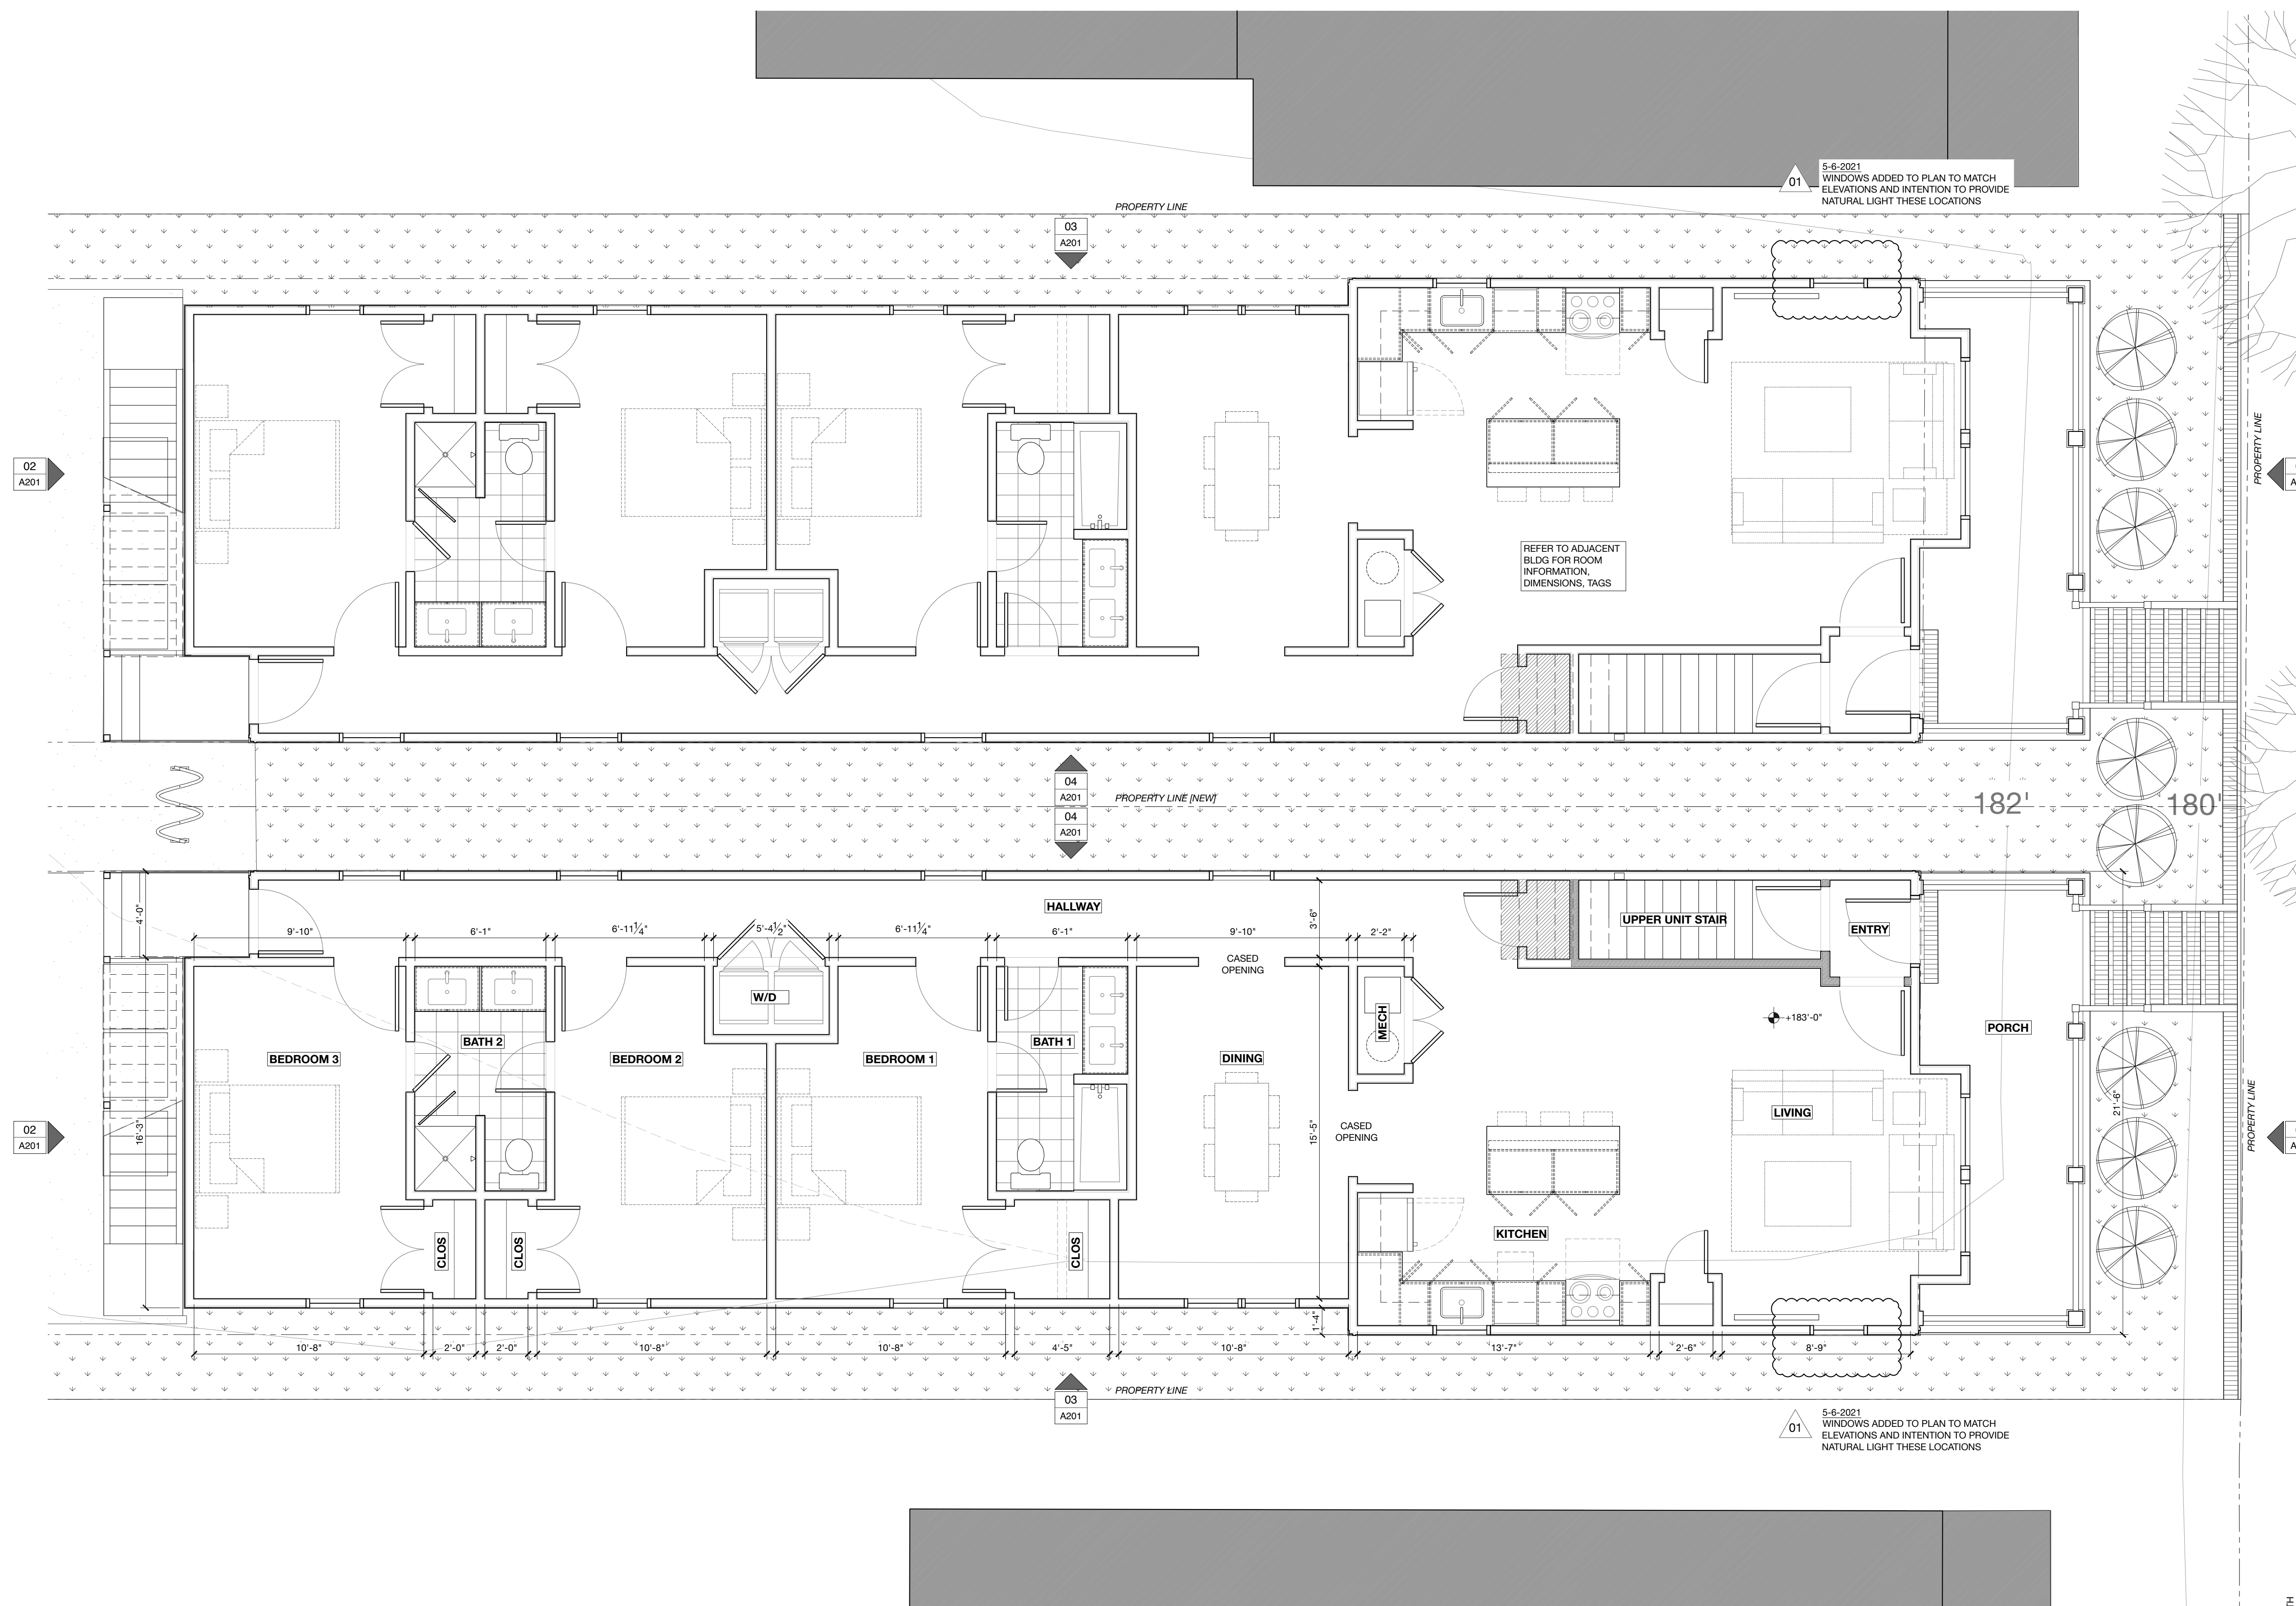 01
5-6-2021
WINDOWS ADDED TO PLAN TO MATCH
ELEVATIONS AND INTENTION TO PROVIDE
NATURAL LIGHT THESE LOCATIONS
PROPERTY LINE
03
A201
02
A201
PROPERTY LINE
REFER TO ADJACENT
BLDG FOR ROOM
INFORMATION,
DIMENSIONS, TAGS
04
A201
PROPERTY LINE [NEW]
04
A201
182'
180'
4'-0"
HALLWAY
3'-6"
UPPER UNIT STAIR
ENTRY
9'-10"
6'-1"
6'-11 1/4"
5'-4 1/2"
6'-11 1/4"
6'-1"
9'-10"
2'-2"
CASED
OPENING
W/D
MECH
+183'-0"
PORCH
BATH 2
BATH 1
BEDROOM 3
BEDROOM 2
BEDROOM 1
DINING
LIVING
21'-6"
PROPERTY LINE
02
A201
16'-3"
15'-5"
CASED
OPENING
KITCHEN
CLOS
CLOS
CLOS
1'-4"
10'-8"
2'-0"
2'-0"
10'-8"
10'-8"
4'-5"
10'-8"
13'-7"
2'-6"
8'-9"
PROPERTY LINE
03
A201
01
5-6-2021
WINDOWS ADDED TO PLAN TO MATCH
ELEVATIONS AND INTENTION TO PROVIDE
NATURAL LIGHT THESE LOCATIONS